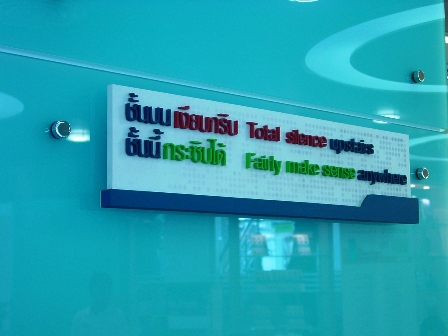 ชั้นบนเงียบกริบ Total silence upstairs
ชั้นนี้กระซิบได้ Fairly make sense anywhere